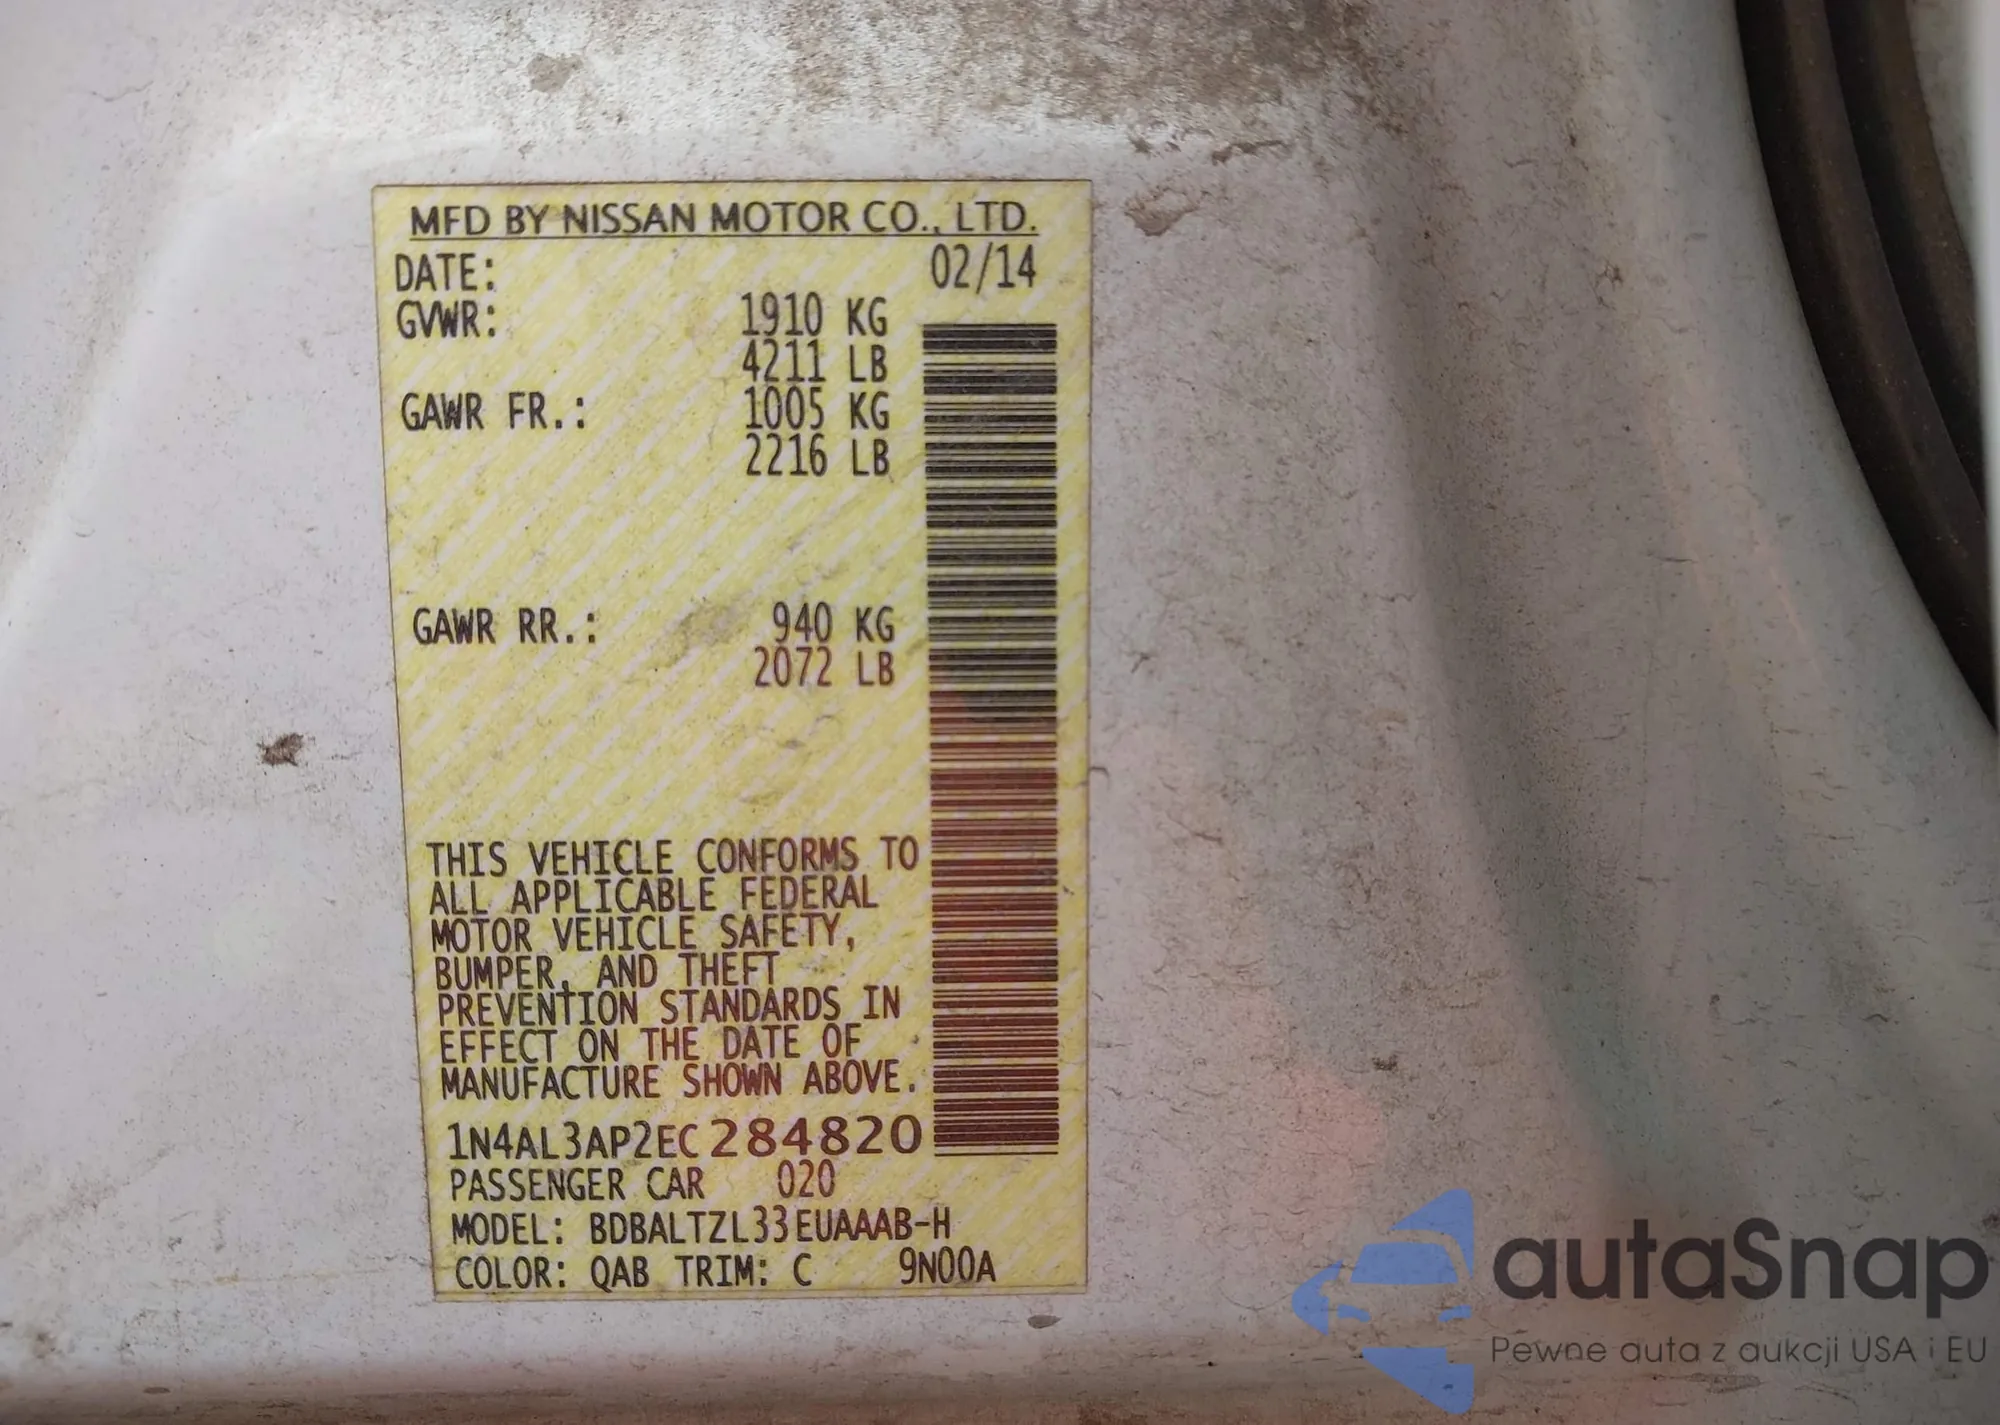 MFD BY NISSAN MOTOR CO., LTD.
DATE: 02/14
GVWR: 1910 KG
4211 LB
GAWR FR.: 1005 KG
2216 LB
GAWR RR.: 940 KG
2072 LB
THIS VEHICLE CONFORMS TO
ALL APPLICABLE FEDERAL
MOTOR VEHICLE SAFETY,
BUMPER, AND THEFT
PREVENTION STANDARDS IN
EFFECT ON THE DATE OF
MANUFACTURE SHOWN ABOVE.
1N4AL3AP2EC284820
PASSENGER CAR 020
MODEL: BDBALTZL33EUAAAB-H
COLOR: QAB TRIM: C 9N00A
autaSnap
Pewne auta z aukcji USA i EU